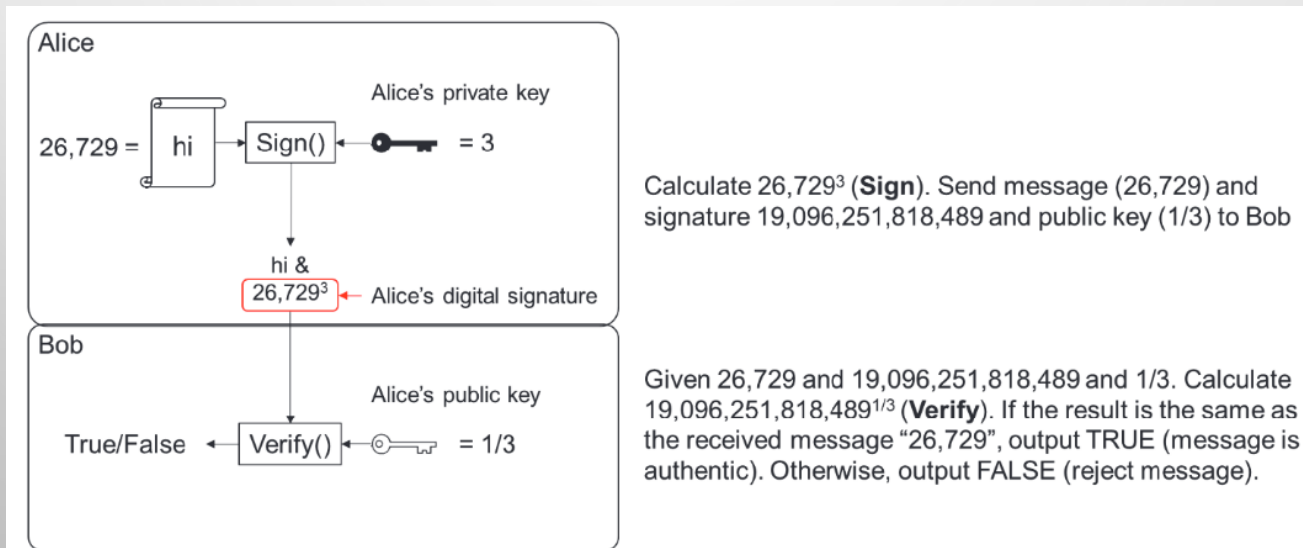 Alice
Alice's private key
26,729 = hi Sign() = 3
hi &
26,729³ Alice's digital signature
Calculate 26,729³ (Sign). Send message (26,729) and
signature 19,096,251,818,489 and public key (1/3) to Bob
Bob
Alice's public key
True/False Verify() = 1/3
Given 26,729 and 19,096,251,818,489 and 1/3. Calculate
19,096,251,818,489¹/³ (Verify). If the result is the same as
the received message “26,729”, output TRUE (message is
authentic). Otherwise, output FALSE (reject message).